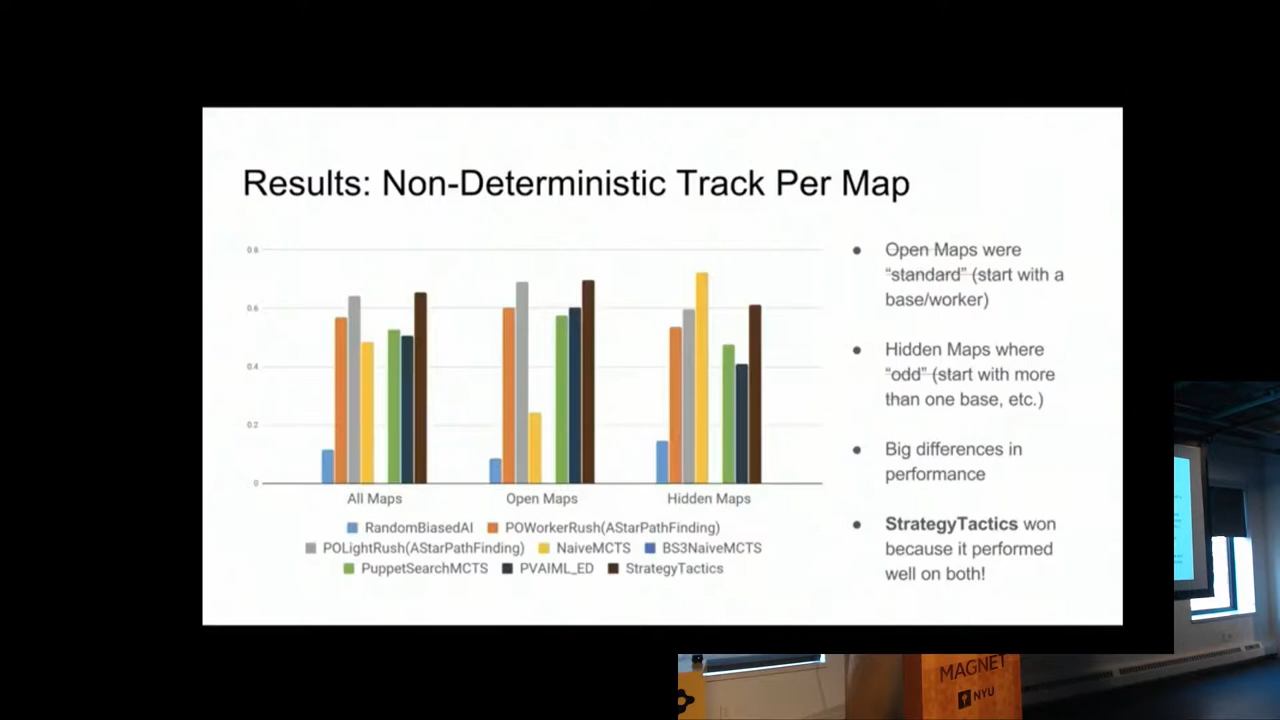 Results: Non-Deterministic Track Per Map
0.8
0.6
0.4
0.2
0
All Maps Open Maps Hidden Maps
RandomBiasedAI POWorkerRush(AStarPathFinding)
POLightRush(AStarPathFinding) NaiveMCTS BS3NaiveMCTS
PuppetSearchMCTS PVAIML_ED StrategyTactics
• Open Maps were
“standard” (start with a
base/worker)
• Hidden Maps where
“odd” (start with more
than one base, etc.)
• Big differences in
performance
• StrategyTactics won
because it performed
well on both!
MAGNET
NYU